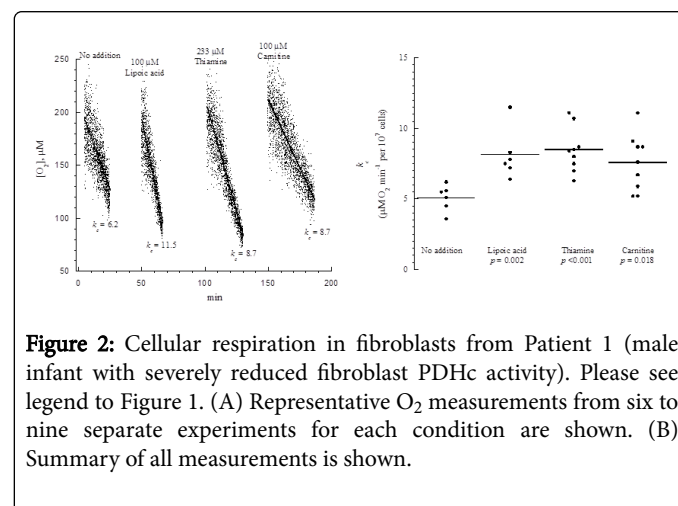 No addition
100 μM
Lipoic acid
233 μM
Thiamine
100 μM
Carnitine
250
200
150
100
50
[O₂], μM
k c = 6.2
k c = 11.5
k c = 8.7
k c = 8.7
0
50
100
150
200
min
15
10
5
0
k c
(μM O₂ min⁻¹ per 10⁷ cells)
No addition
Lipoic acid
p = 0.002
Thiamine
p <0.001
Carnitine
p = 0.018
Figure 2: Cellular respiration in fibroblasts from Patient 1 (male
infant with severely reduced fibroblast PDHc activity). Please see
legend to Figure 1. (A) Representative O₂ measurements from six to
nine separate experiments for each condition are shown. (B)
Summary of all measurements is shown.